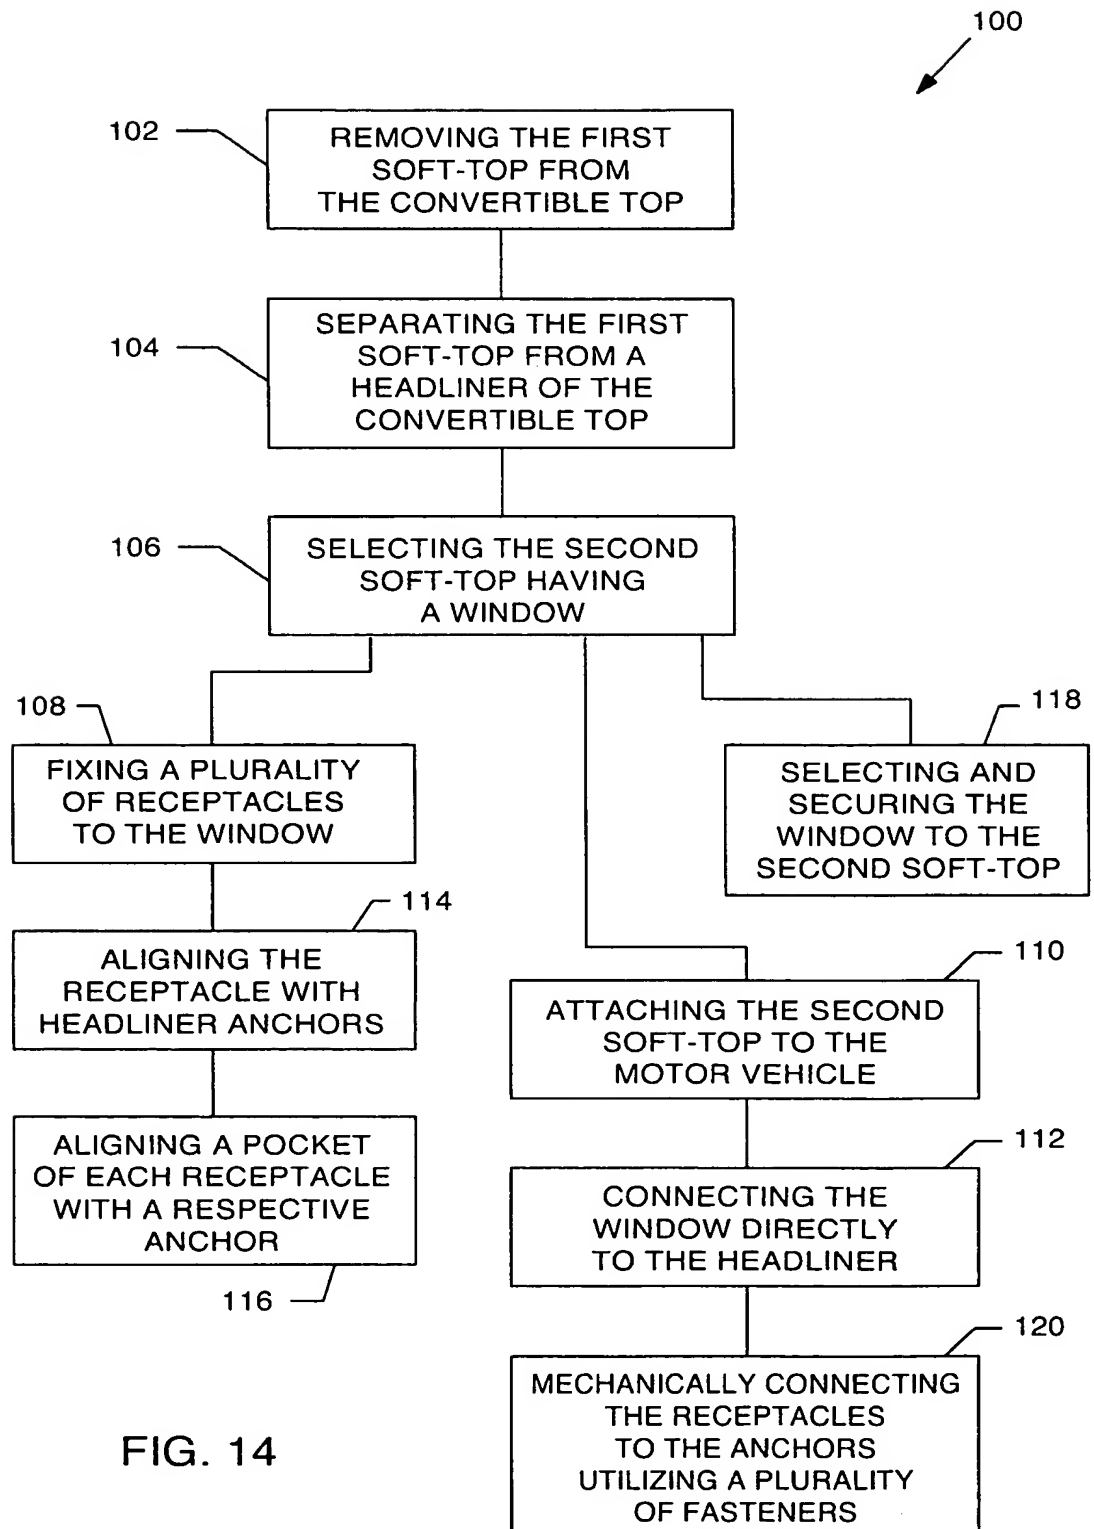 100
102
REMOVING THE FIRST
SOFT-TOP FROM
THE CONVERTIBLE TOP
104
SEPARATING THE FIRST
SOFT-TOP FROM A
HEADLINER OF THE
CONVERTIBLE TOP
106
SELECTING THE SECOND
SOFT-TOP HAVING
A WINDOW
108
FIXING A PLURALITY
OF RECEPTACLES
TO THE WINDOW
118
SELECTING AND
SECURING THE
WINDOW TO THE
SECOND SOFT-TOP
114
ALIGNING THE
RECEPTACLE WITH
HEADLINER ANCHORS
110
ATTACHING THE SECOND
SOFT-TOP TO THE
MOTOR VEHICLE
ALIGNING A POCKET
OF EACH RECEPTACLE
WITH A RESPECTIVE
ANCHOR
116
112
CONNECTING THE
WINDOW DIRECTLY
TO THE HEADLINER
120
MECHANICALLY CONNECTING
THE RECEPTACLES
TO THE ANCHORS
UTILIZING A PLURALITY
OF FASTENERS
FIG. 14